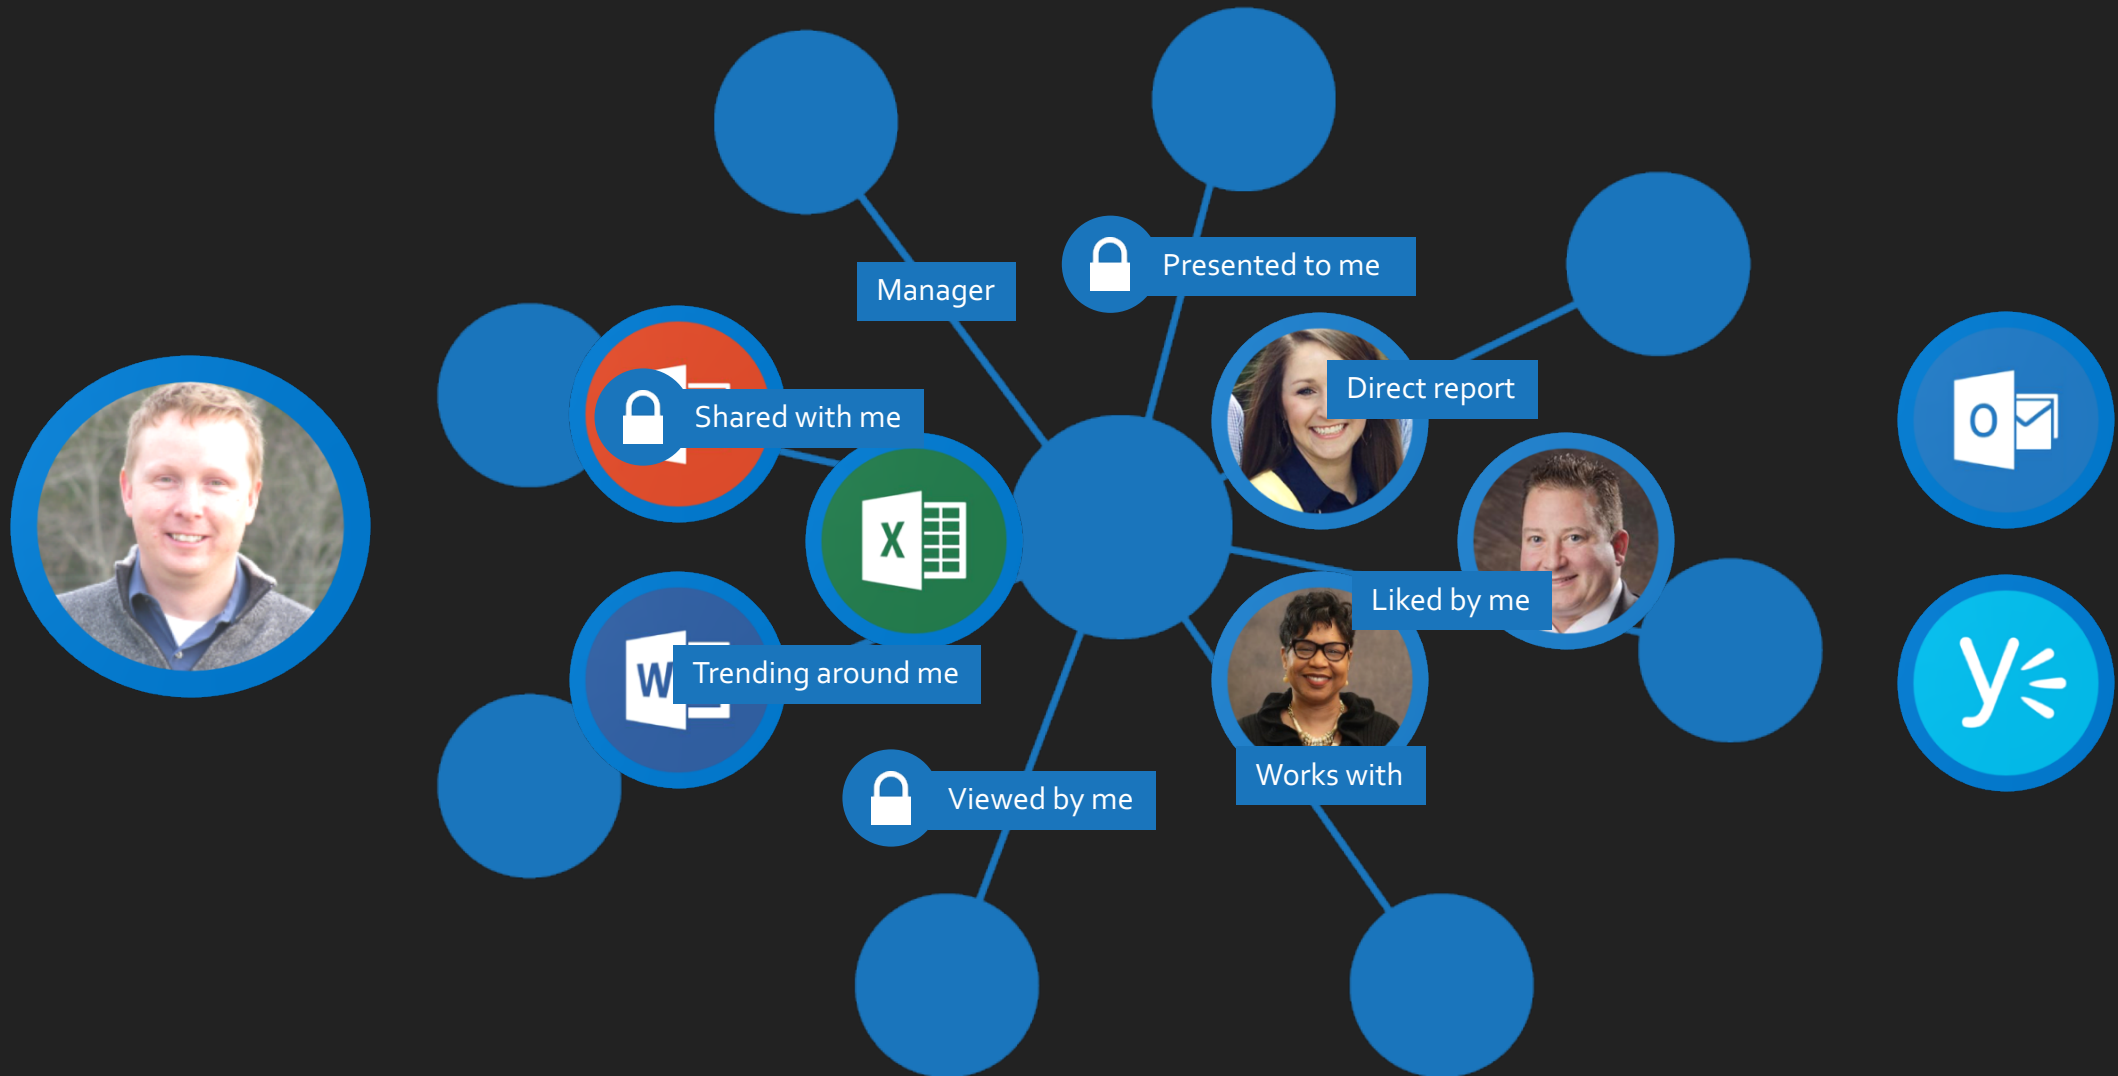 Presented to me
Manager
Direct report
Shared with me
O
X
Liked by me
W
Trending around me
y
Works with
Viewed by me